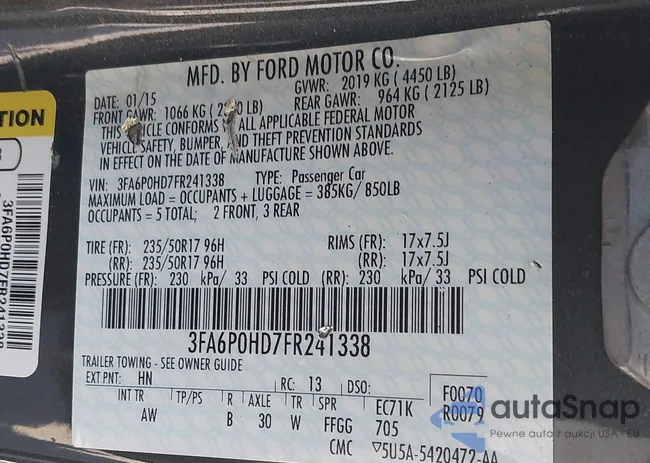 MFD. BY FORD MOTOR CO.
DATE: 01/15 GVWR: 2019 KG ( 4450 LB)
FRONT GAWR: 1066 KG ( LB) REAR GAWR: 964 KG ( 2125 LB)
THIS VEHICLE CONFORMS ALL APPLICABLE FEDERAL MOTOR
VEHICLE SAFETY, BUMPER, AND THEFT PREVENTION STANDARDS
IN EFFECT ON THE DATE OF MANUFACTURE SHOWN ABOVE.
VIN: 3FA6P0HD7FR241338 TYPE: Passenger Car
MAXIMUM LOAD = OCCUPANTS + LUGGAGE = 385KG/ 850LB
OCCUPANTS = 5 TOTAL; 2 FRONT, 3 REAR
TIRE (FR): 235/50R17 96H RIMS (FR): 17x7.5J
(RR): 235/50R17 96H (RR): 17x7.5J
PRESSURE (FR): 230 kPa/ 33 PSI COLD (RR): 230 kPa/ 33 PSI COLD
3FA6P0HD7FR241338
TRAILER TOWING - SEE OWNER GUIDE
EXT PNT: HN RC: 13 DSO: F0070
INT TR TP/PS R AXLE TR SPR EC71K R0079
AW B 30 W FFGG 705
CMC ▽5U5A-5420472-AA
TION
3FA6P0HD7FR241338
autoSnap
Pewne auta z aukcji USA i EU